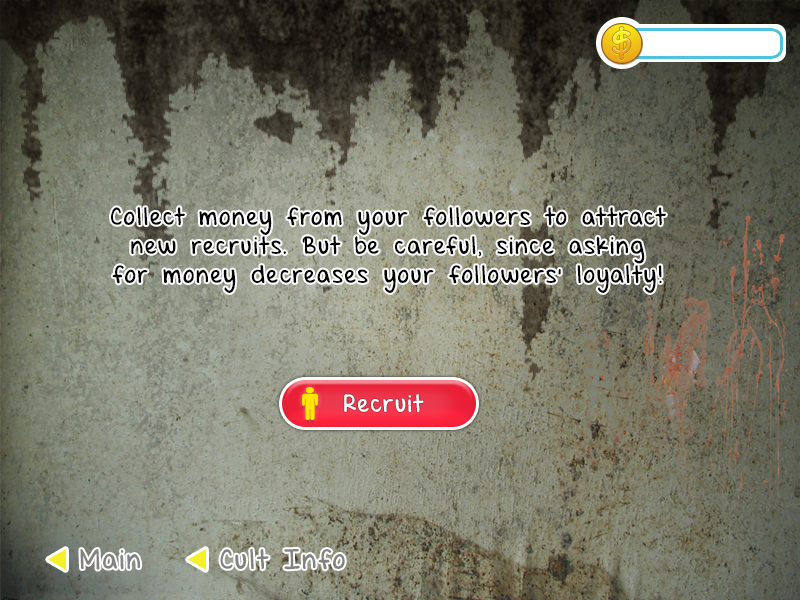 $
Collect money from your followers to attract
new recruits. But be careful, since asking
for money decreases your followers' loyalty!
Recruit
Main
Cult Info